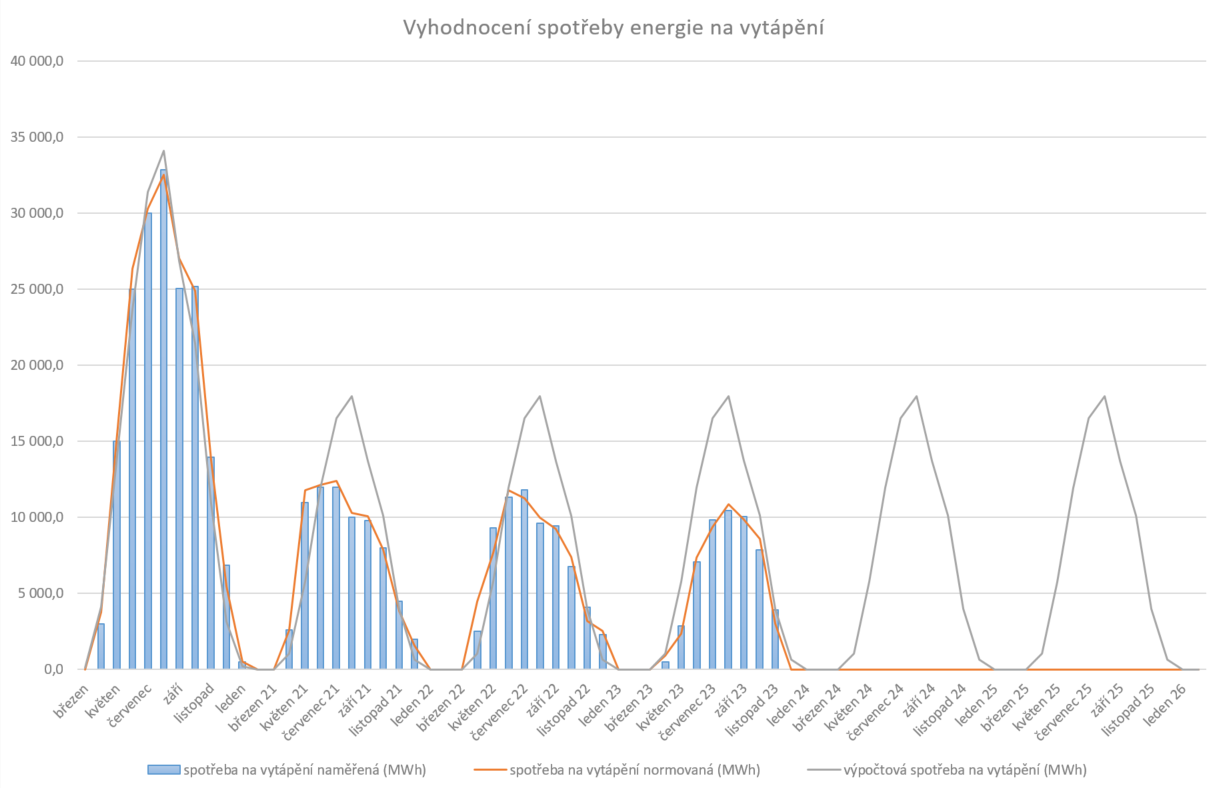 Vyhodnocení spotřeby energie na vytápění
40 000,0
35 000,0
30 000,0
25 000,0
20 000,0
15 000,0
10 000,0
5 000,0
0,0
březen
květen
červenec
září
listopad
leden
březen 21
květen 21
červenec 21
září 21
listopad 21
leden 22
březen 22
květen 22
červenec 22
září 22
listopad 22
leden 23
březen 23
květen 23
červenec 23
září 23
listopad 23
leden 24
březen 24
květen 24
červenec 24
září 24
listopad 24
leden 25
březen 25
květen 25
červenec 25
září 25
listopad 25
leden 26
spotřeba na vytápění naměřená (MWh)
spotřeba na vytápění normovaná (MWh)
výpočtová spotřeba na vytápění (MWh)